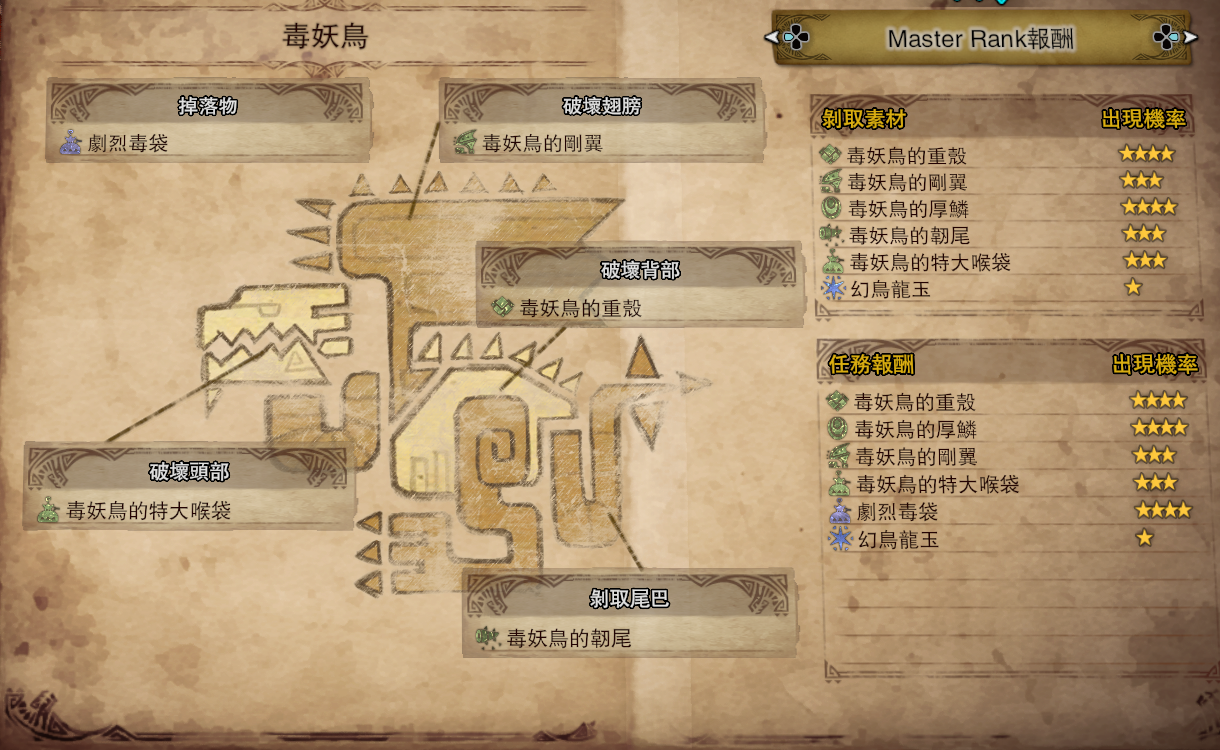 毒妖鳥
Master Rank報酬
掉落物
劇烈毒袋
破壞翅膀
毒妖鳥的剛翼
破壞背部
毒妖鳥的重殼
破壞頭部
毒妖鳥的特大喉袋
剝取尾巴
毒妖鳥的韌尾
剝取素材 出現機率
毒妖鳥的重殼 ★★★★
毒妖鳥的剛翼 ★★★
毒妖鳥的厚鱗 ★★★★
毒妖鳥的韌尾 ★★★
毒妖鳥的特大喉袋 ★★★
幻鳥龍玉 ★
任務報酬 出現機率
毒妖鳥的重殼 ★★★★
毒妖鳥的厚鱗 ★★★★
毒妖鳥的剛翼 ★★★
毒妖鳥的特大喉袋 ★★★
劇烈毒袋 ★★★★
幻鳥龍玉 ★